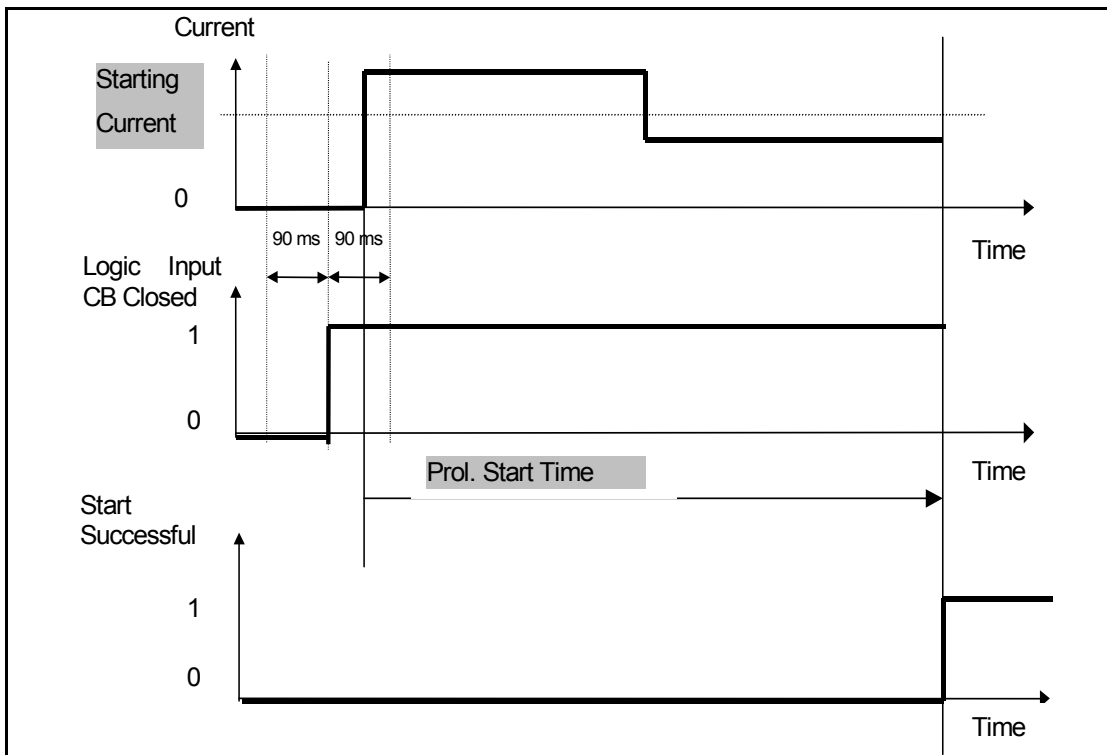 Current
Starting
Current
0
90 ms 90 ms
Time
Logic Input
CB Closed
1
0
Time
Prol. Start Time
Start
Successful
1
0
Time